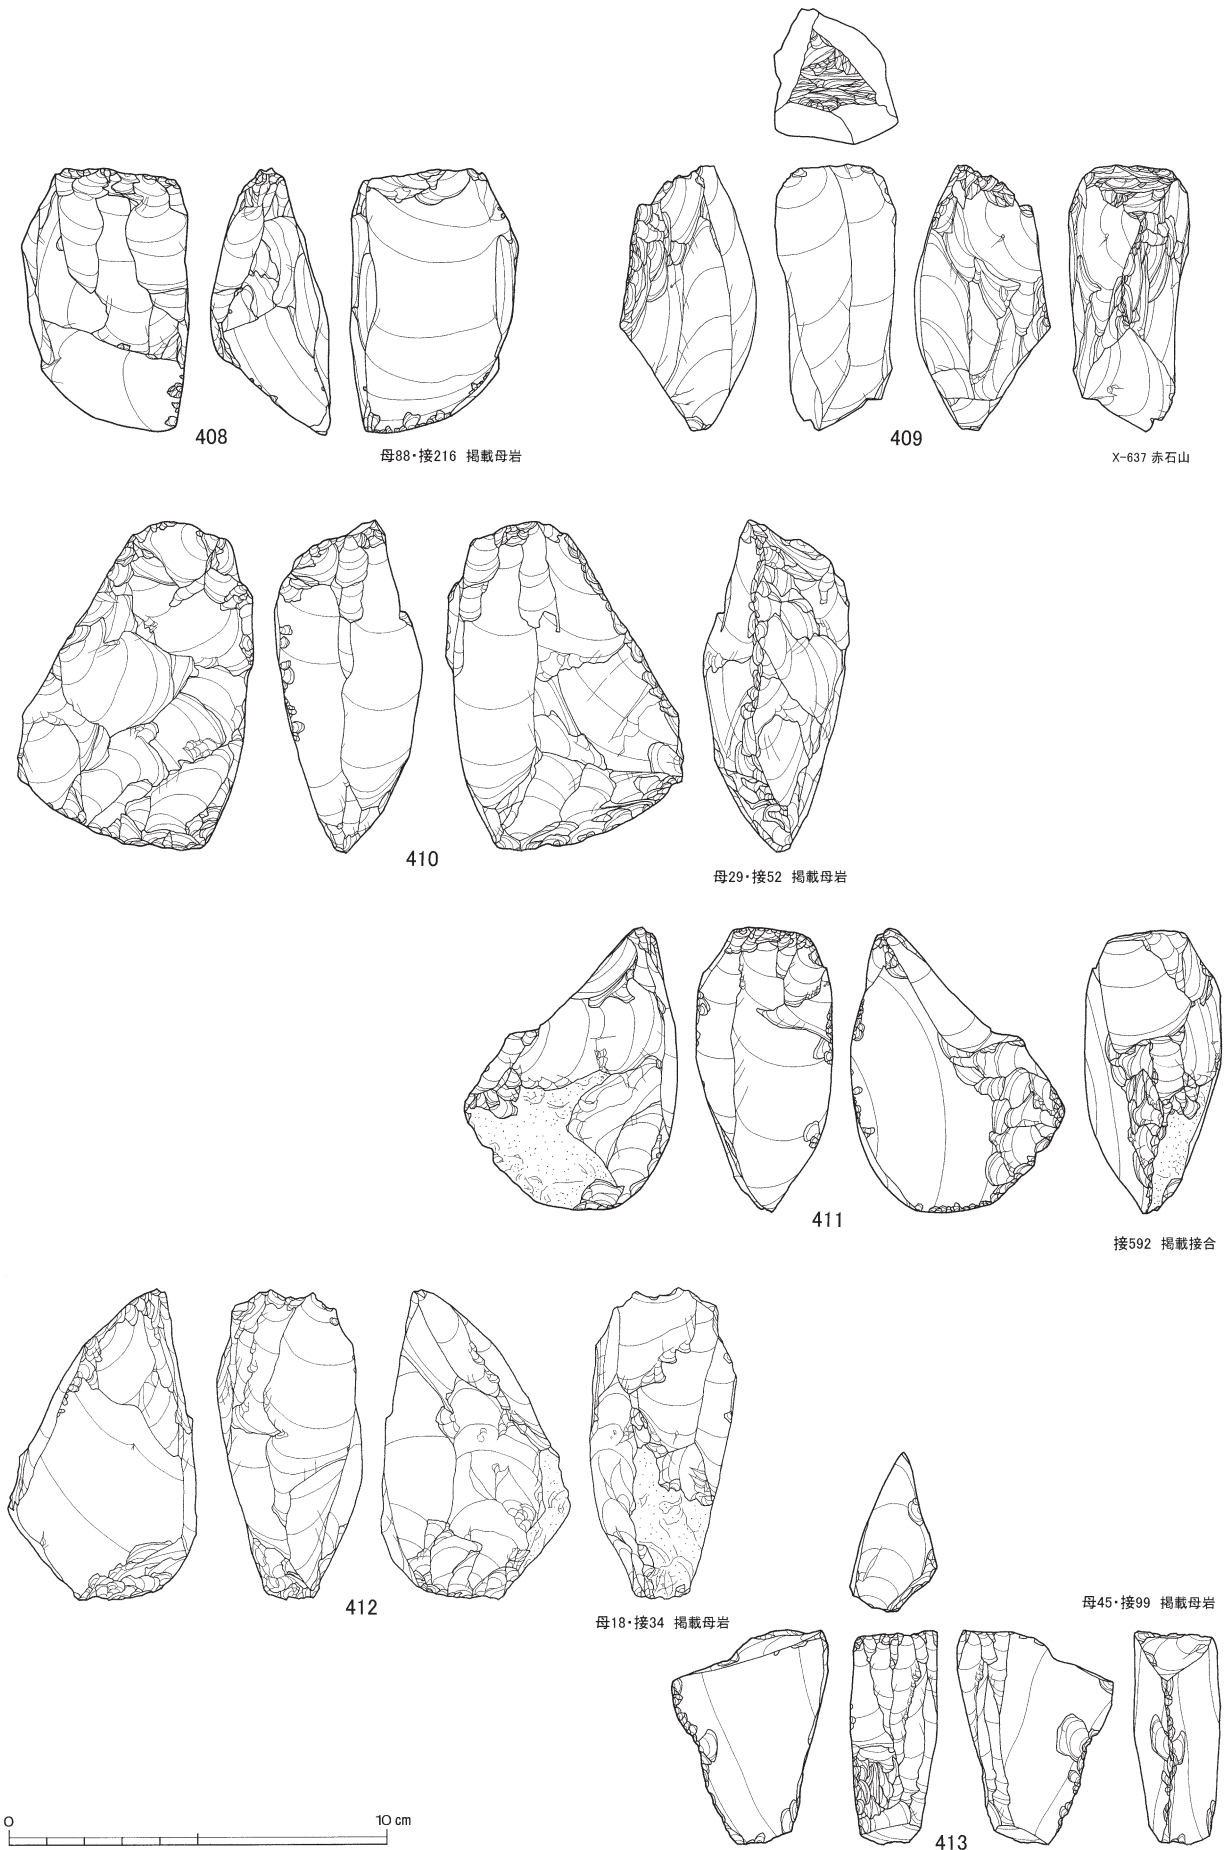 408
母88・接216 掲載母岩
409
X-637 赤石山
410
母29・接52 掲載母岩
411
接592 掲載接合
412
母18・接34 掲載母岩
母45・接99 掲載母岩
413
0 10 cm